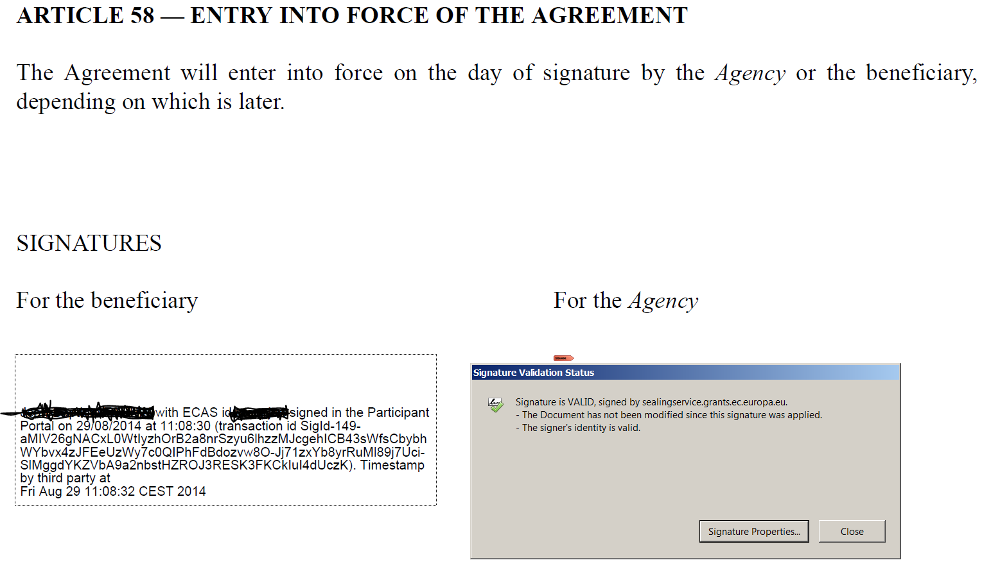 ARTICLE 58 — ENTRY INTO FORCE OF THE AGREEMENT
The Agreement will enter into force on the day of signature by the Agency or the beneficiary,
depending on which is later.
SIGNATURES
For the beneficiary
For the Agency
with ECAS id signed in the Participant
Portal on 29/08/2014 at 11:08:30 (transaction id SigId-149-
aMIV26gNACxL0WtlyzhOrB2a8nrSzyu6lhzzMJcgehICB43sWfsCbybh
WYbvx4zJFEeUzWy7c0QIPhFdBdozvw8O-Jj71zxYb8yrRuMl89j7Uci-
SlMggdYKZVbA9a2nbstHZROJ3RESK3FKCkIuI4dUczK). Timestamp
by third party at
Fri Aug 29 11:08:32 CEST 2014
Signature Validation Status
Signature is VALID, signed by sealingservice.grants.ec.europa.eu.
- The Document has not been modified since this signature was applied.
- The signer's identity is valid.
Signature Properties...
Close